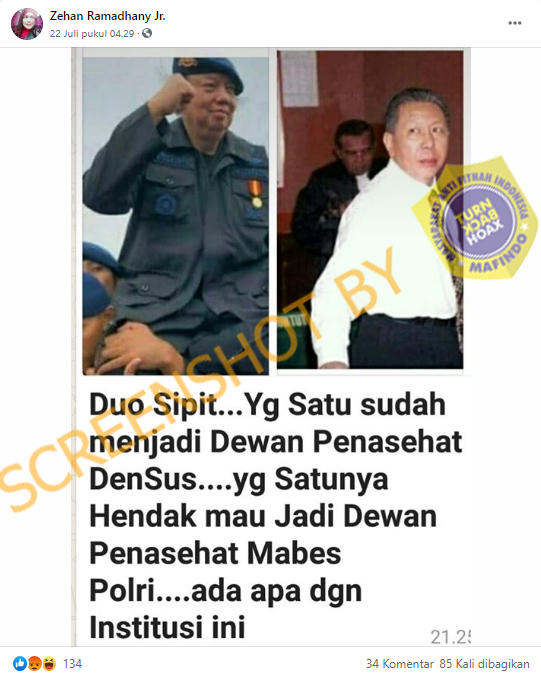 Zehan Ramadhany Jr.
22 Juli pukul 04.29 ·
MASYARAKAT ANTI FITNAH INDONESIA
TURN
BACK
HOAX
MAFINDO
SCREENSHOT BY
Duo Sipit...Yg Satu sudah
menjadi Dewan Penasehat
DenSus....yg Satunya
Hendak mau Jadi Dewan
Penasehat Mabes
Polri....ada apa dgn
Institusi ini
21.25
134
34 Komentar 85 Kali dibagikan